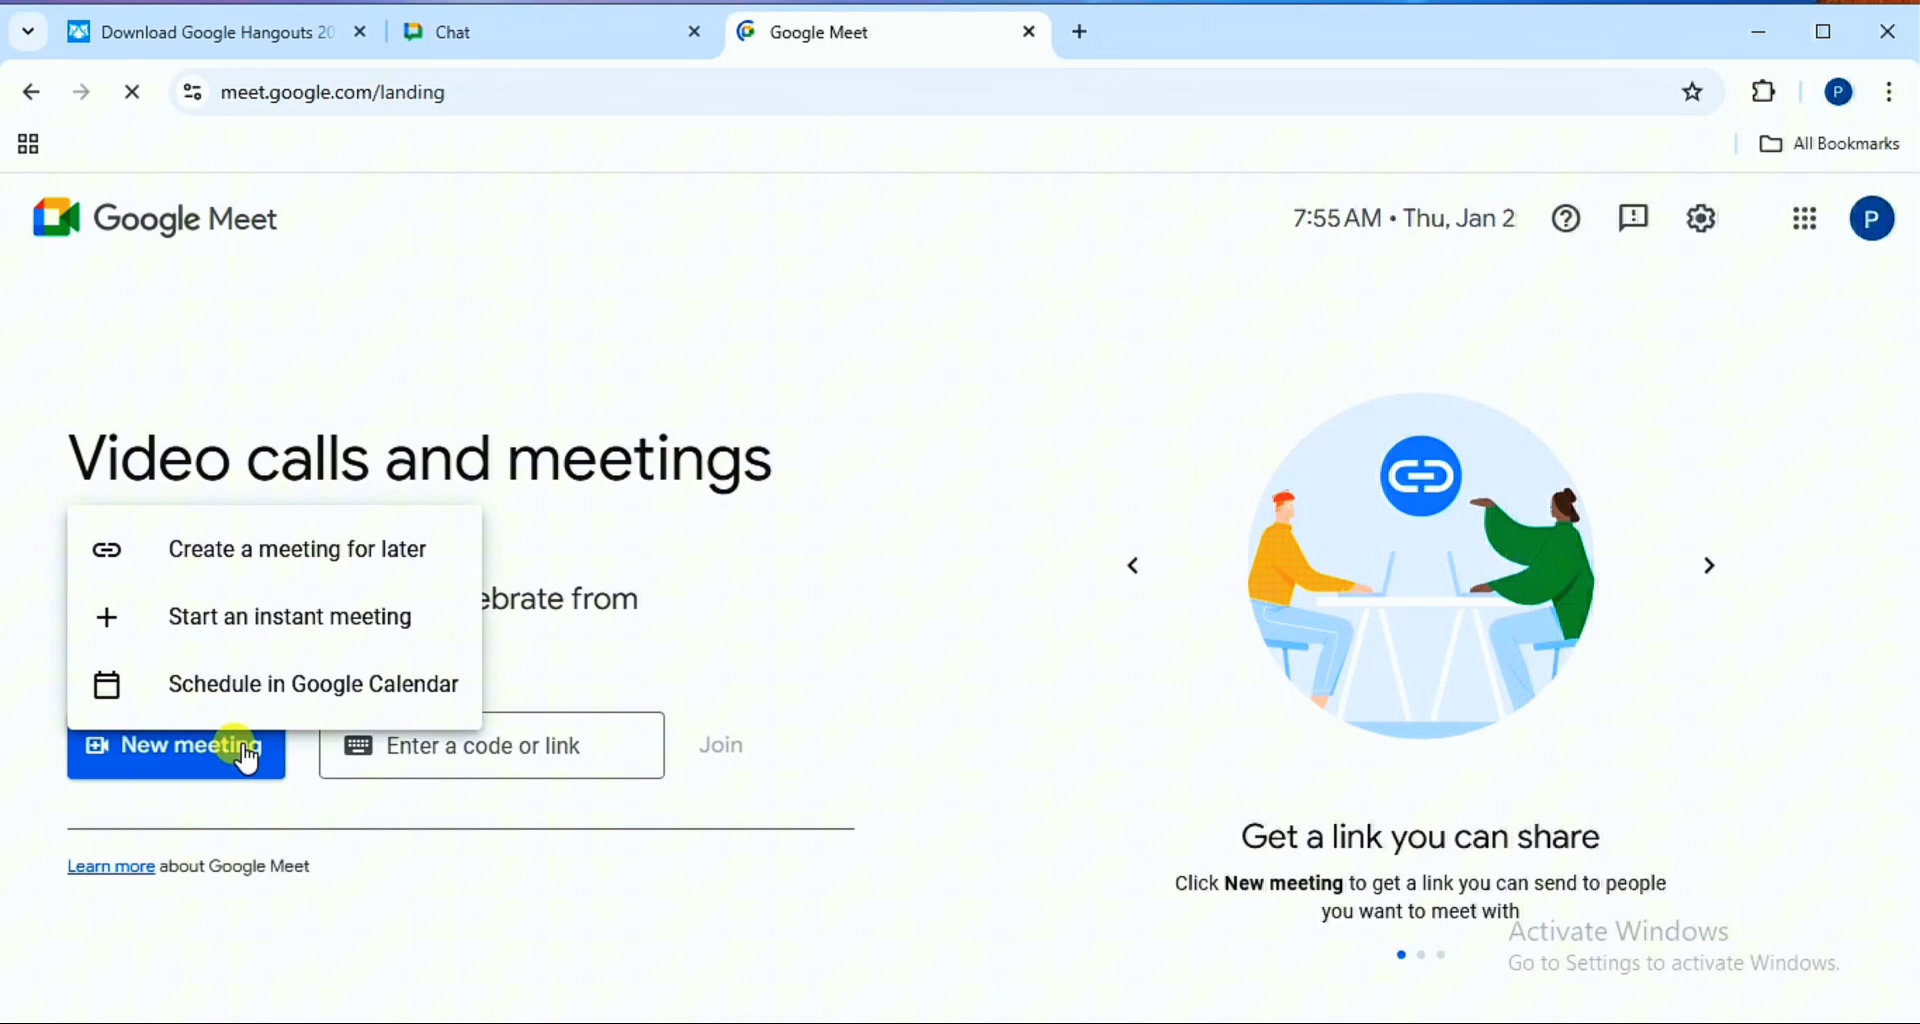 Download Google Hangouts 20
Chat
Google Meet
meet.google.com/landing
P
All Bookmarks
Google Meet
7:55 AM • Thu, Jan 2
P
Video calls and meetings
Create a meeting for later
ebrate from
Start an instant meeting
Schedule in Google Calendar
New meeting
Enter a code or link
Join
Learn more about Google Meet
Get a link you can share
Click New meeting to get a link you can send to people
you want to meet with
Activate Windows
Go to Settings to activate Windows.